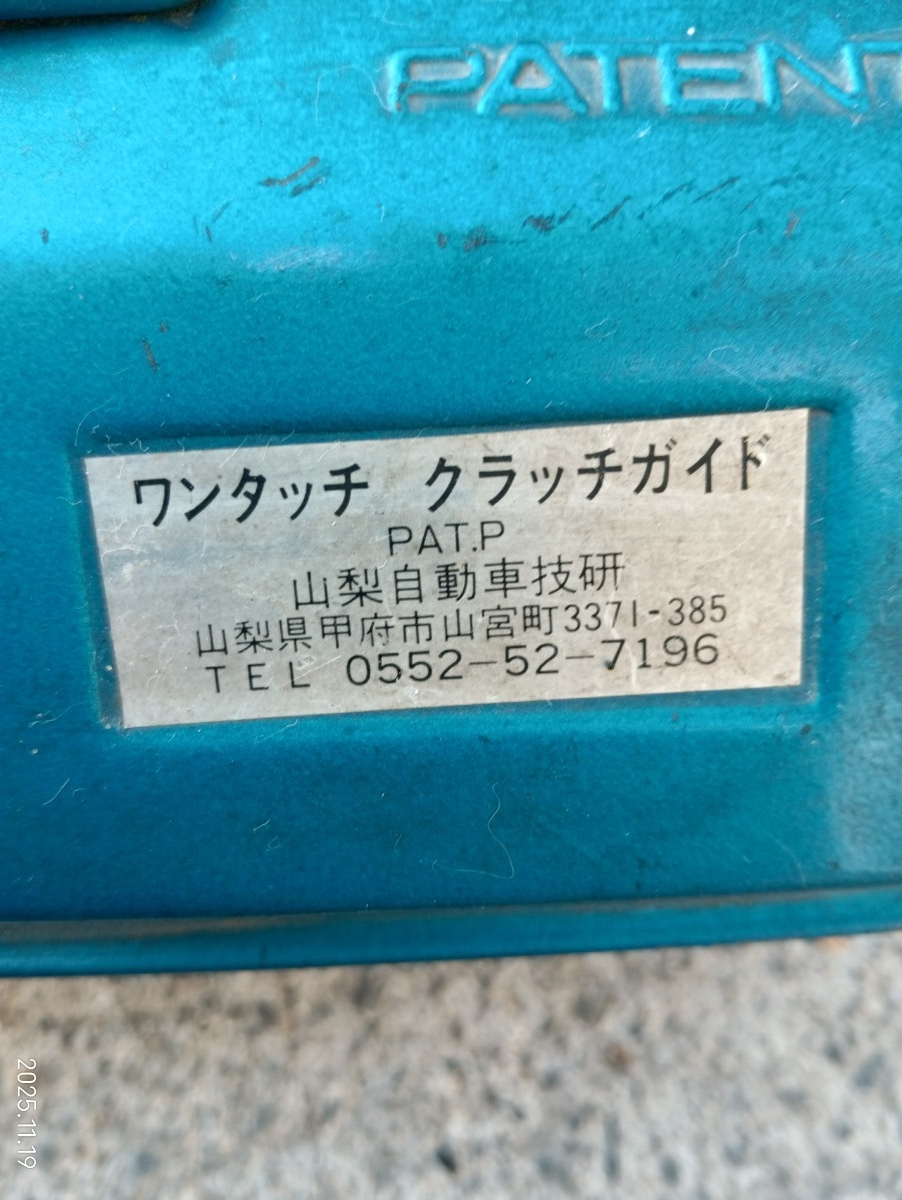 PATENT
ワンタッチ クラッチガイド
PAT.P
山梨自動車技研
山梨県甲府市山宮町3371-385
TEL 0552-52-7196
2025.11.19